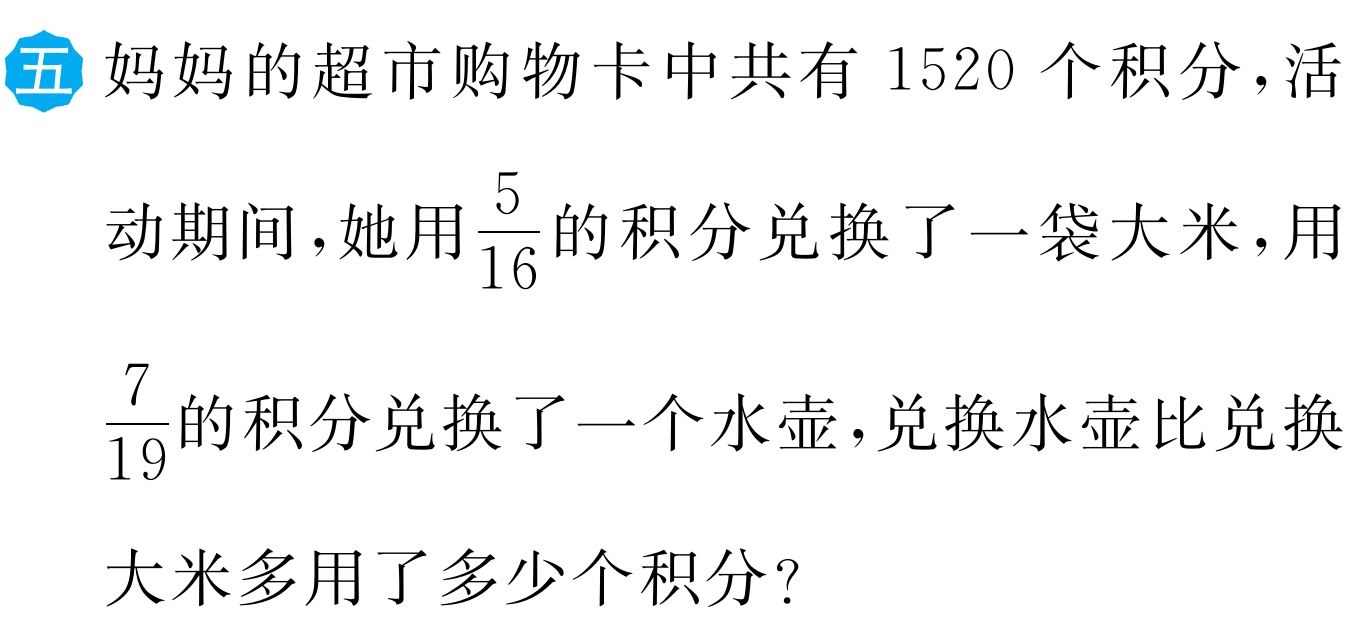 五 妈妈的超市购物卡中共有 1520 个积分,活
动期间,她用5/16的积分兑换了一袋大米,用
7/19的积分兑换了一个水壶,兑换水壶比兑换
大米多用了多少个积分?